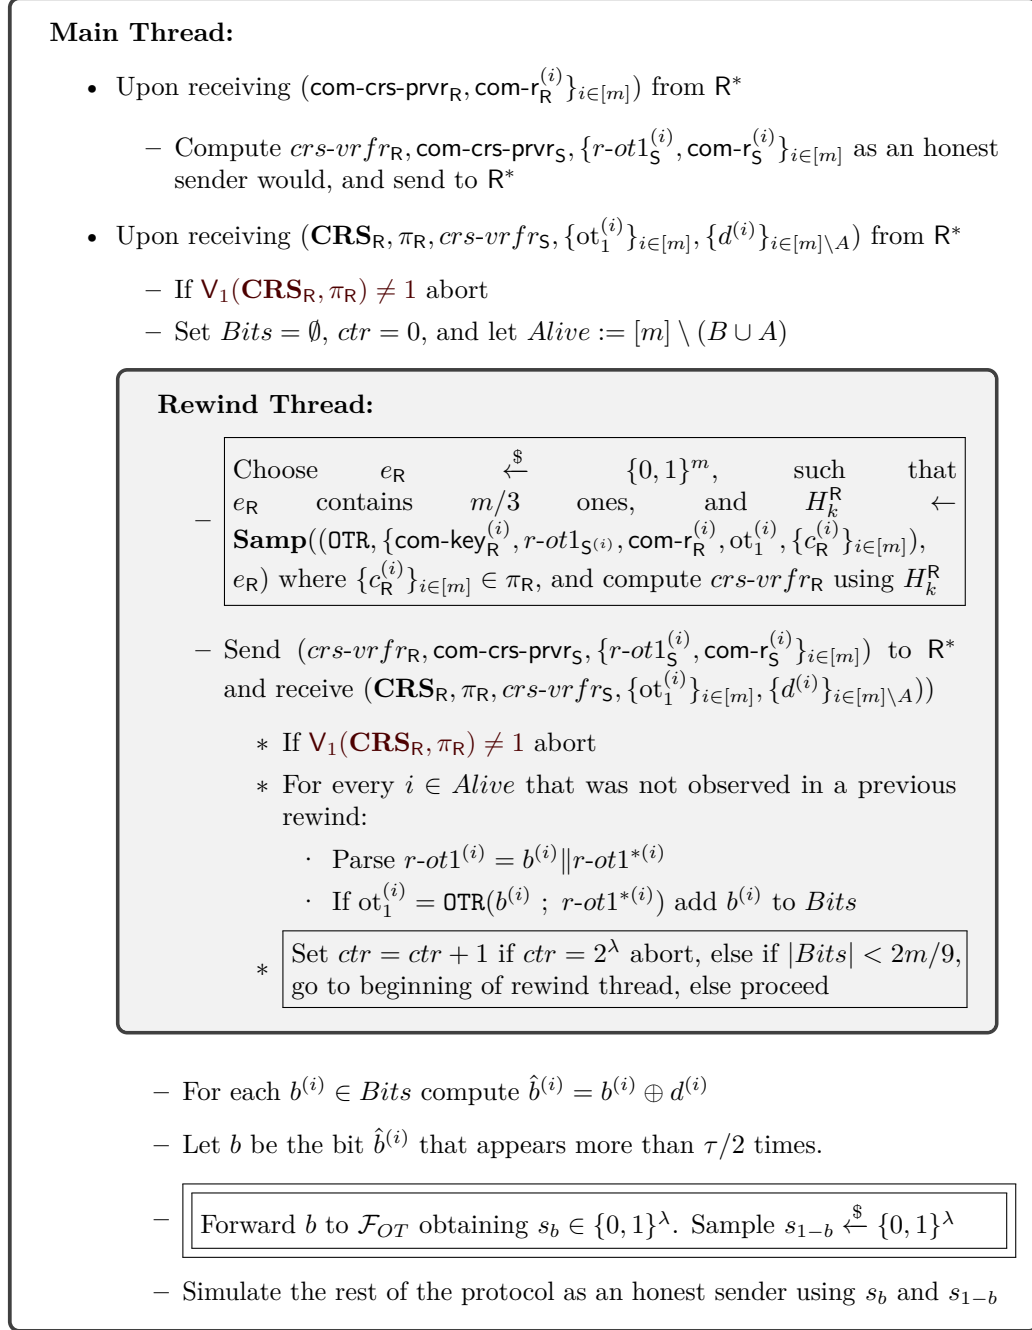 Main Thread:
• Upon receiving (com-crs-prvr_R, com-r_R^{(i)}}_{i∈[m]}) from R*
– Compute crs-vrfr_R, com-crs-prvr_S, {r-ot1_S^{(i)}, com-r_S^{(i)}}_{i∈[m]} as an honest
sender would, and send to R*
• Upon receiving (CRS_R, π_R, crs-vrfr_S, {ot_1^{(i)}}_{i∈[m]}, {d^{(i)}}_{i∈[m]\A}) from R*
– If V_1(CRS_R, π_R) ≠ 1 abort
– Set Bits = ∅, ctr = 0, and let Alive := [m] \ (B ∪ A)
Rewind Thread:
– Choose e_R ←$ {0, 1}^m, such that
e_R contains m/3 ones, and H_k^R ←
Samp((OTR, {com-key_R^{(i)}, r-ot1_{S^{(i)}}, com-r_R^{(i)}, ot_1^{(i)}, {c_R^{(i)}}_{i∈[m]}),
e_R) where {c_R^{(i)}}_{i∈[m]} ∈ π_R, and compute crs-vrfr_R using H_k^R
– Send (crs-vrfr_R, com-crs-prvr_S, {r-ot1_S^{(i)}, com-r_S^{(i)}}_{i∈[m]}) to R*
and receive (CRS_R, π_R, crs-vrfr_S, {ot_1^{(i)}}_{i∈[m]}, {d^{(i)}}_{i∈[m]\A}))
∗ If V_1(CRS_R, π_R) ≠ 1 abort
∗ For every i ∈ Alive that was not observed in a previous
rewind:
· Parse r-ot1^{(i)} = b^{(i)}‖r-ot1^{*(i)}
· If ot_1^{(i)} = OTR(b^{(i)} ; r-ot1^{*(i)}) add b^{(i)} to Bits
∗ Set ctr = ctr + 1 if ctr = 2^λ abort, else if |Bits| < 2m/9,
go to beginning of rewind thread, else proceed
– For each b^{(i)} ∈ Bits compute b̂^{(i)} = b^{(i)} ⊕ d^{(i)}
– Let b be the bit b̂^{(i)} that appears more than τ/2 times.
– Forward b to F_{OT} obtaining s_b ∈ {0, 1}^λ. Sample s_{1−b} ←$ {0, 1}^λ
– Simulate the rest of the protocol as an honest sender using s_b and s_{1−b}